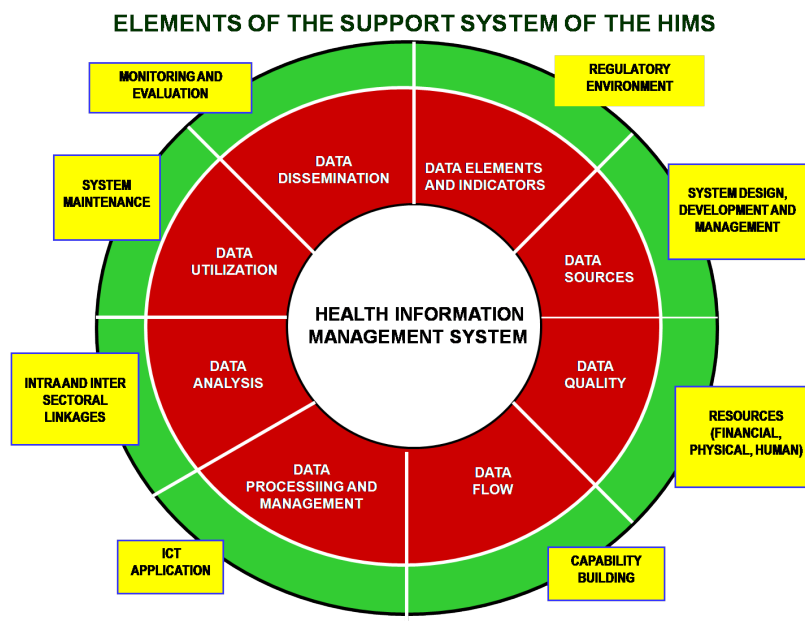 ELEMENTS OF THE SUPPORT SYSTEM OF THE HIMS
MONITORING AND
EVALUATION
REGULATORY
ENVIRONMENT
SYSTEM
MAINTENANCE
SYSTEM DESIGN,
DEVELOPMENT AND
MANAGEMENT
DATA
DISSEMINATION
DATA ELEMENTS
AND INDICATORS
DATA
UTILIZATION
DATA
SOURCES
HEALTH INFORMATION
MANAGEMENT SYSTEM
DATA
ANALYSIS
DATA
QUALITY
INTRA AND INTER
SECTORAL
LINKAGES
RESOURCES
(FINANCIAL,
PHYSICAL, HUMAN)
DATA
PROCESSIING AND
MANAGEMENT
DATA
FLOW
ICT
APPLICATION
CAPABILITY
BUILDING